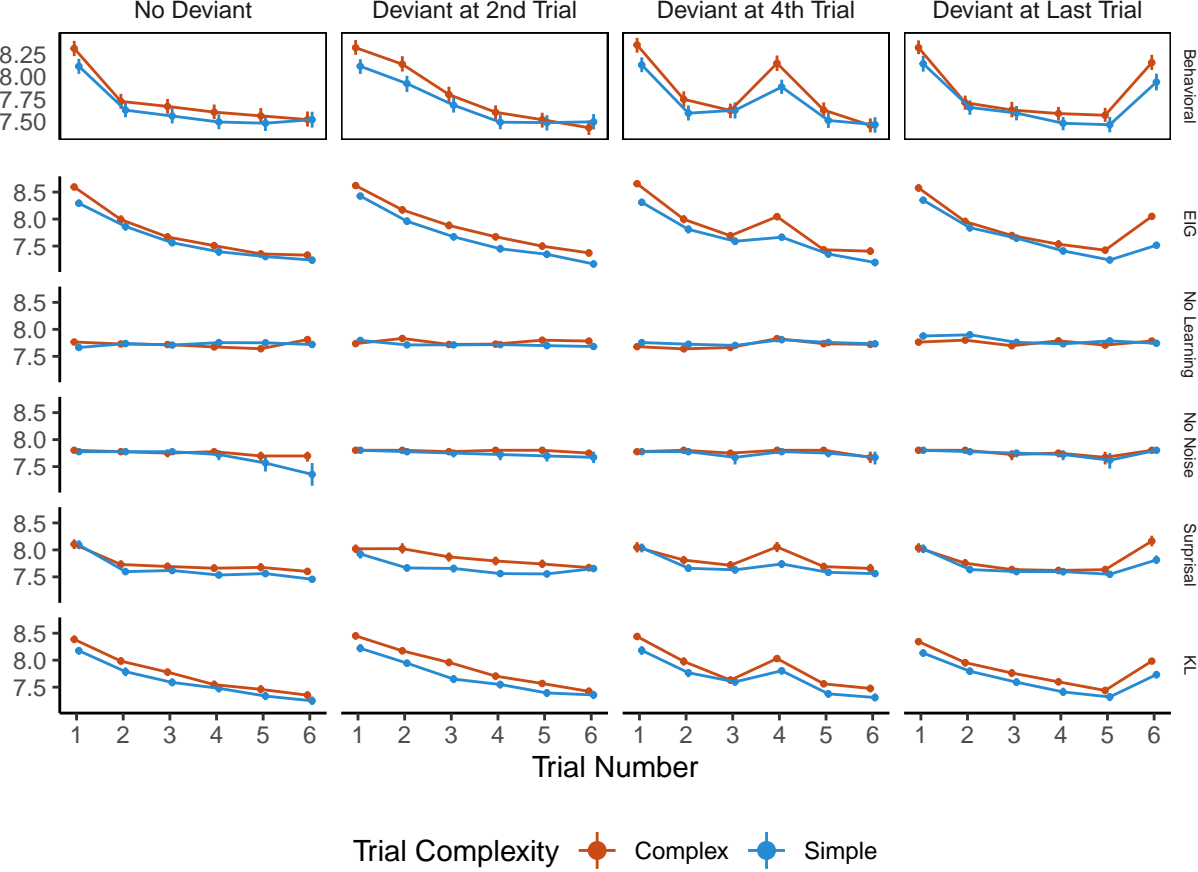 No Deviant Deviant at 2nd Trial Deviant at 4th Trial Deviant at Last Trial
8.25
8.00
7.75
7.50
Behavioral
8.5
8.0
7.5
EIG
8.5
8.0
7.5
No Learning
8.5
8.0
7.5
No Noise
8.5
8.0
7.5
Surprisal
8.5
8.0
7.5
KL
1 2 3 4 5 6 1 2 3 4 5 6 1 2 3 4 5 6 1 2 3 4 5 6
Trial Number
Trial Complexity Complex Simple